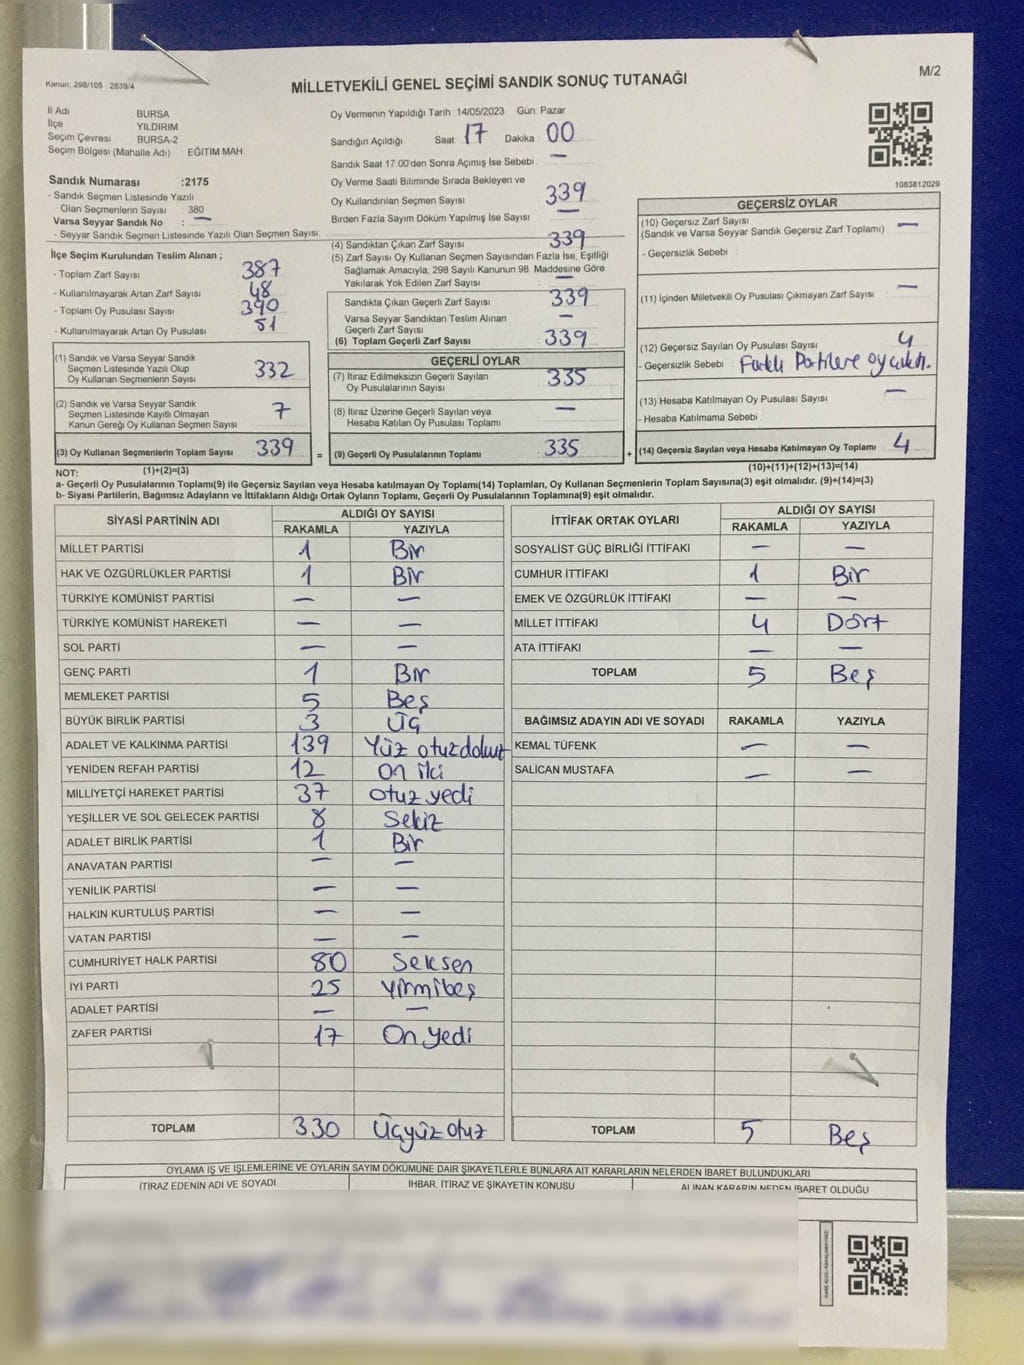 Kanun, 298/105 2839/4
MİLLETVEKİLİ GENEL SEÇİMİ SANDIK SONUÇ TUTANAĞI
M/2
İl Adı BURSA
İlçe YILDIRIM
Seçim Çevresi BURSA-2
Seçim Bölgesi (Mahalle Adı) EĞİTİM MAH.
Sandık Numarası :2175
- Sandık Seçmen Listesinde Yazılı
Olan Seçmenlerin Sayısı : 380
Varsa Seyyar Sandık No : —
- Seyyar Sandık Seçmen Listesinde Yazılı Olan Seçmen Sayısı:
İlçe Seçim Kurulundan Teslim Alınan ;
- Toplam Zarf Sayısı 387
- Kullanılmayarak Artan Zarf Sayısı 48
- Toplam Oy Pusulası Sayısı 390
- Kullanılmayarak Artan Oy Pusulası 51
(1) Sandık ve Varsa Seyyar Sandık
Seçmen Listesinde Yazılı Olup
Oy Kullanan Seçmenlerin Sayısı 332
(2) Sandık ve Varsa Seyyar Sandık
Seçmen Listesinde Kayıtlı Olmayan
Kanun Gereği Oy Kullanan Seçmen Sayısı 7
(3) Oy Kullanan Seçmenlerin Toplam Sayısı 339 =
Oy Vermenin Yapıldığı Tarih : 14/05/2023 Gün: Pazar
Sandığın Açıldığı Saat 17 Dakika : 00
Sandık Saat 17.00'den Sonra Açımış İse Sebebi : —
Oy Verme Saati Bitiminde Sırada Bekleyen ve
Oy Kullandırılan Seçmen Sayısı : 339
Birden Fazla Sayım Döküm Yapılmış İse Sayısı : —
(4) Sandıktan Çıkan Zarf Sayısı 339
(5) Zarf Sayısı Oy Kullanan Seçmen Sayısından Fazla İse, Eşitliği
Sağlamak Amacıyla, 298 Sayılı Kanunun 98. Maddesine Göre
Yakılarak Yok Edilen Zarf Sayısı : —
Sandıkta Çıkan Geçerli Zarf Sayısı : 339
Varsa Seyyar Sandıktan Teslim Alınan
Geçerli Zarf Sayısı —
(6) Toplam Geçerli Zarf Sayısı : 339
GEÇERLİ OYLAR
(7) İtiraz Edilmeksizin Geçerli Sayılan
Oy Pusulalarının Sayısı 335
(8) İtiraz Üzerine Geçerli Sayılan veya
Hesaba Katılan Oy Pusulası Toplamı —
(9) Geçerli Oy Pusulalarının Toplamı 335 +
1083812029
GEÇERSİZ OYLAR
(10) Geçersiz Zarf Sayısı —
(Sandık ve Varsa Seyyar Sandık Geçersiz Zarf Toplamı)
- Geçersizlik Sebebi :
(11) İçinden Milletvekili Oy Pusulası Çıkmayan Zarf Sayısı : —
(12) Geçersiz Sayılan Oy Pusulası Sayısı 4
- Geçersizlik Sebebi : Farklı Partilere oy çıktı.
(13) Hesaba Katılmayan Oy Pusulası Sayısı —
- Hesaba Katılmama Sebebi :
(14) Geçersiz Sayılan veya Hesaba Katılmayan Oy Toplamı : 4
NOT: (1)+(2)=(3) (10)+(11)+(12)+(13)=(14)
a- Geçerli Oy Pusulalarının Toplamı(9) ile Geçersiz Sayılan veya Hesaba Katılmayan Oy Toplamı(14) Toplamları, Oy Kullanan Seçmenlerin Toplam Sayısına(3) eşit olmalıdır. (9)+(14)=(3)
b- Siyasi Partilerin, Bağımsız Adayların ve İttifakların Aldığı Ortak Oyların Toplamı, Geçerli Oy Pusulalarının Toplamına(9) eşit olmalıdır.
SİYASİ PARTİNİN ADI ALDIĞI OY SAYISI
RAKAMLA YAZIYLA
MİLLET PARTİSİ 1 Bir
HAK VE ÖZGÜRLÜKLER PARTİSİ 1 Bir
TÜRKİYE KOMÜNİST PARTİSİ — —
TÜRKİYE KOMÜNİST HAREKETİ — —
SOL PARTİ — —
GENÇ PARTİ 1 Bir
MEMLEKET PARTİSİ 5 Beş
BÜYÜK BİRLİK PARTİSİ 3 Üç
ADALET VE KALKINMA PARTİSİ 139 Yüz otuzdokuz
YENİDEN REFAH PARTİSİ 12 On iki
MİLLİYETÇİ HAREKET PARTİSİ 37 otuz yedi
YEŞİLLER VE SOL GELECEK PARTİSİ 8 Sekiz
ADALET BİRLİK PARTİSİ 1 Bir
ANAVATAN PARTİSİ — —
YENİLİK PARTİSİ — —
HALKIN KURTULUŞ PARTİSİ — —
VATAN PARTİSİ — —
CUMHURİYET HALK PARTİSİ 80 Seksen
İYİ PARTİ 25 Yirmibeş
ADALET PARTİSİ — —
ZAFER PARTİSİ 17 On yedi
TOPLAM 330 Üçyüz otuz
İTTİFAK ORTAK OYLARI ALDIĞI OY SAYISI
RAKAMLA YAZIYLA
SOSYALİST GÜÇ BİRLİĞİ İTTİFAKI — —
CUMHUR İTTİFAKI 1 Bir
EMEK VE ÖZGÜRLÜK İTTİFAKI — —
MİLLET İTTİFAKI 4 Dört
ATA İTTİFAKI — —
TOPLAM 5 Beş
BAĞIMSIZ ADAYIN ADI VE SOYADI RAKAMLA YAZIYLA
KEMAL TÜFENK — —
SALİCAN MUSTAFA — —
TOPLAM 5 Beş
OYLAMA İŞ VE İŞLEMLERİNE VE OYLARIN SAYIM DÖKÜMÜNE DAİR ŞİKAYETLERLE BUNLARA AİT KARARLARIN NELERDEN İBARET BULUNDUKLARI
İTİRAZ EDENİN ADI VE SOYADI İHBAR, İTİRAZ VE ŞİKAYETİN KONUSU ALINAN KARARIN NEDEN İBARET OLDUĞU